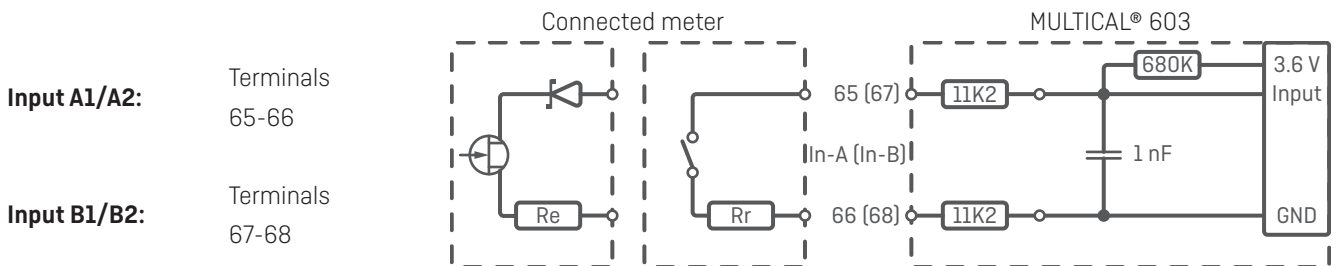 Connected meter
MULTICAL® 603
Input A1/A2:
Terminals
65-66
Input B1/B2:
Terminals
67-68
Re
Rr
65 (67)
In-A (In-B)
66 (68)
11K2
11K2
680K
1 nF
3.6 V
Input
GND